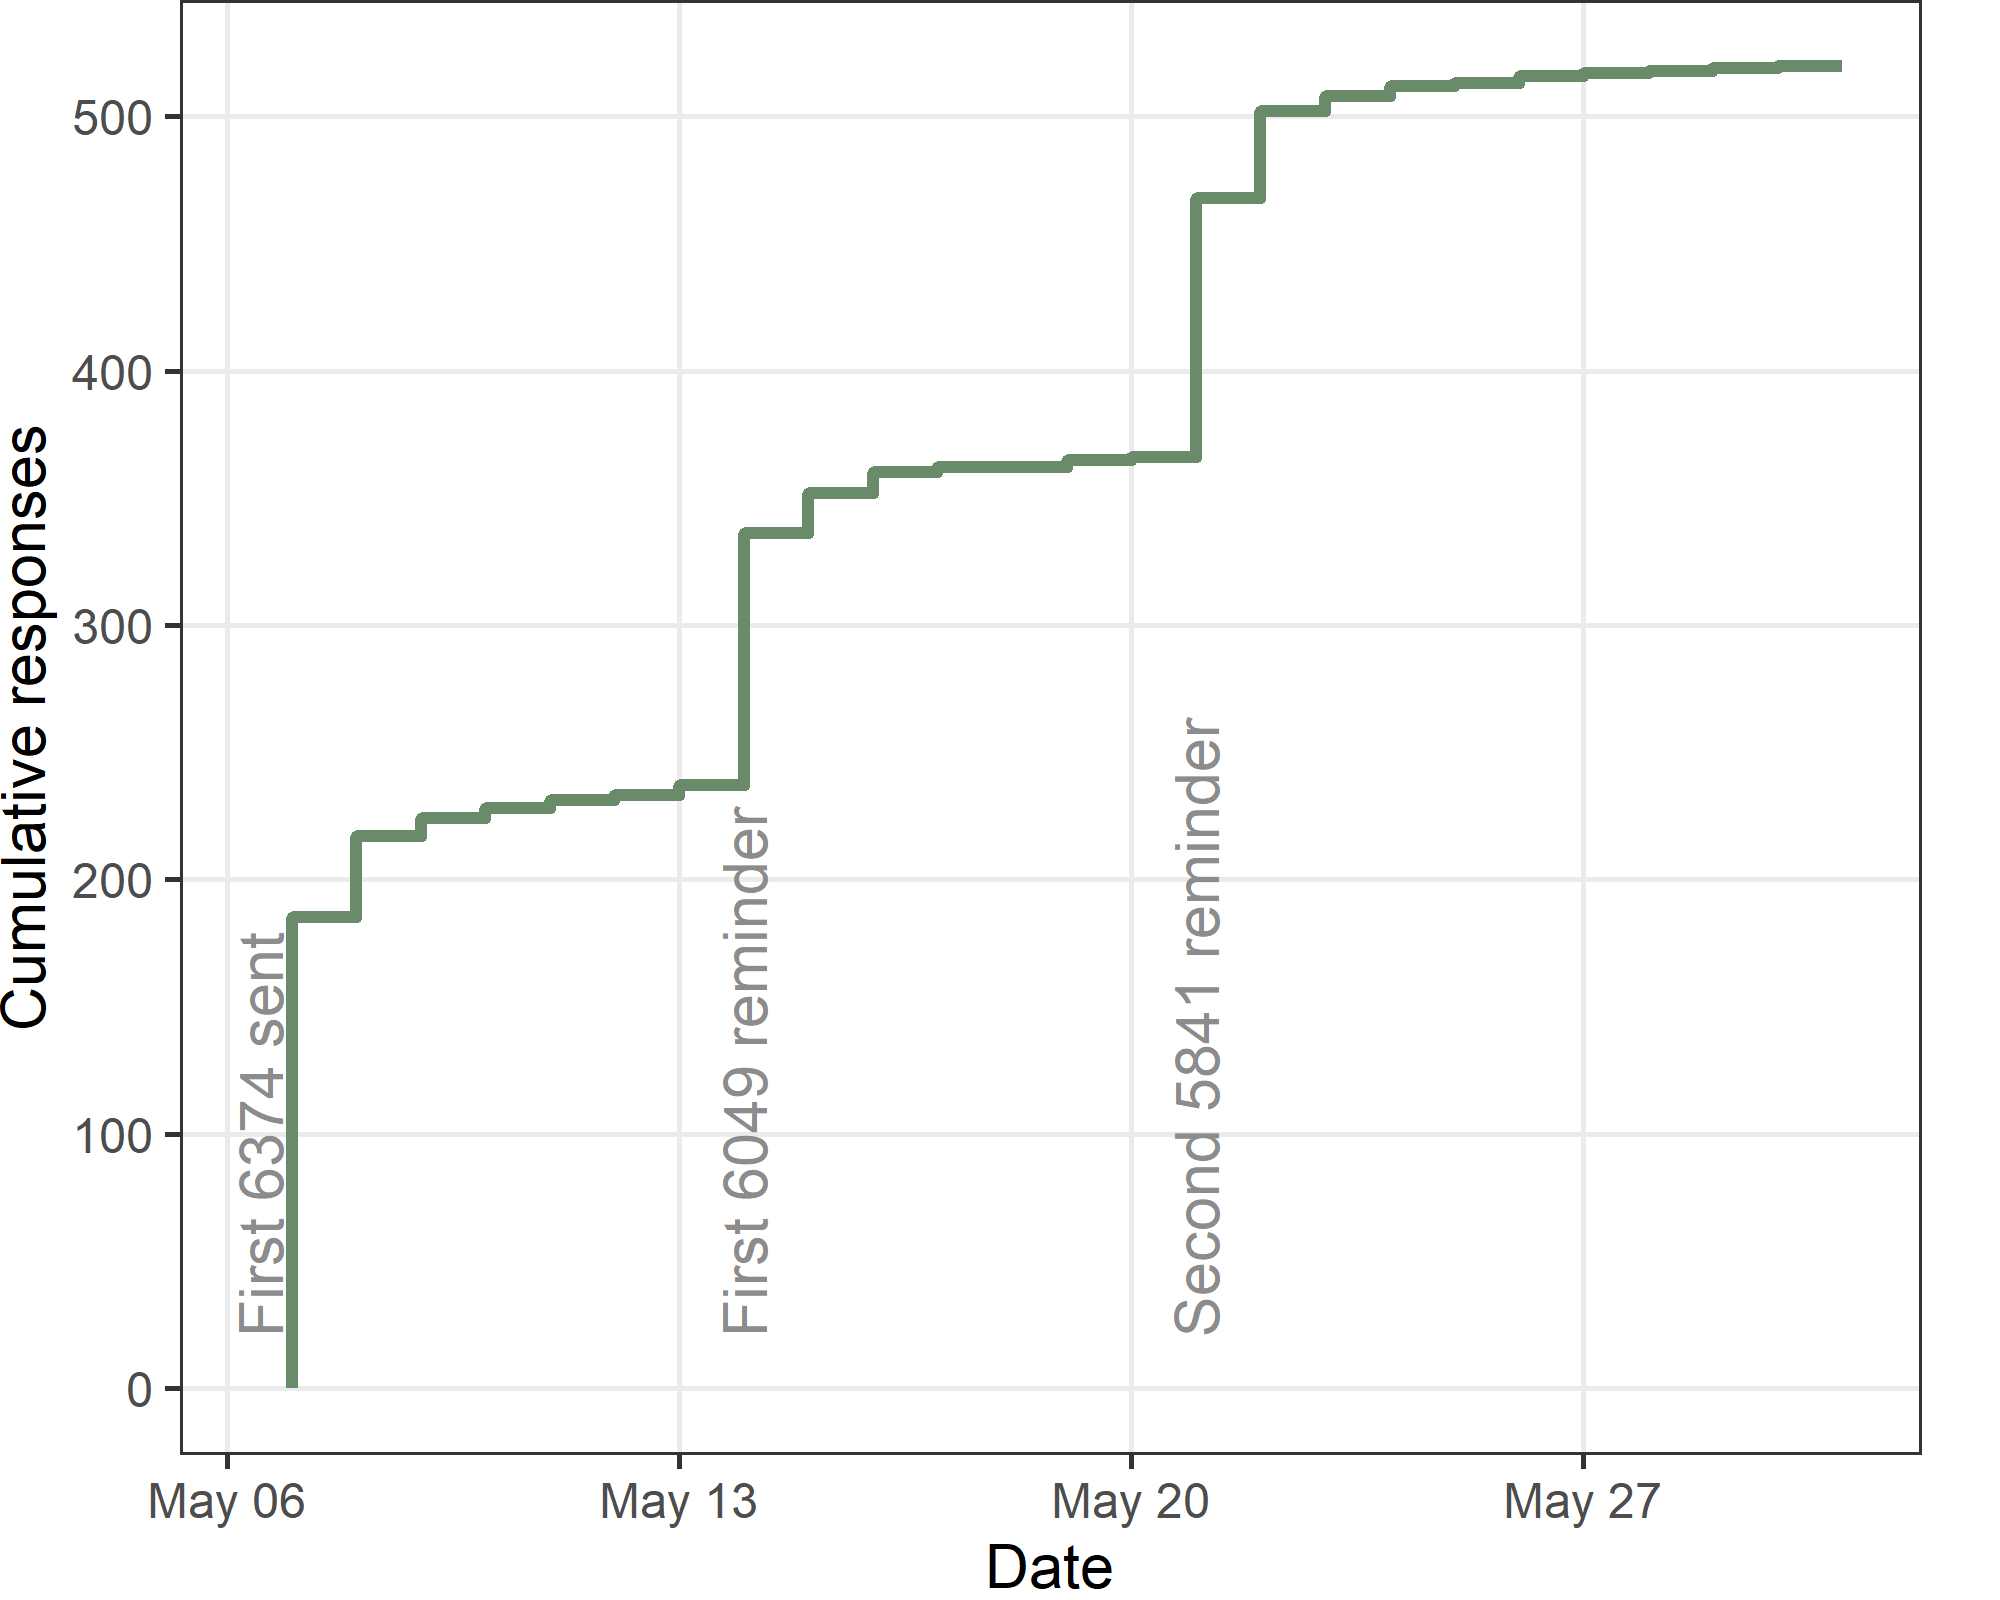 Cumulative responses
500
400
300
200
100
0
First 6374 sent
First 6049 reminder
Second 5841 reminder
May 06
May 13
May 20
May 27
Date